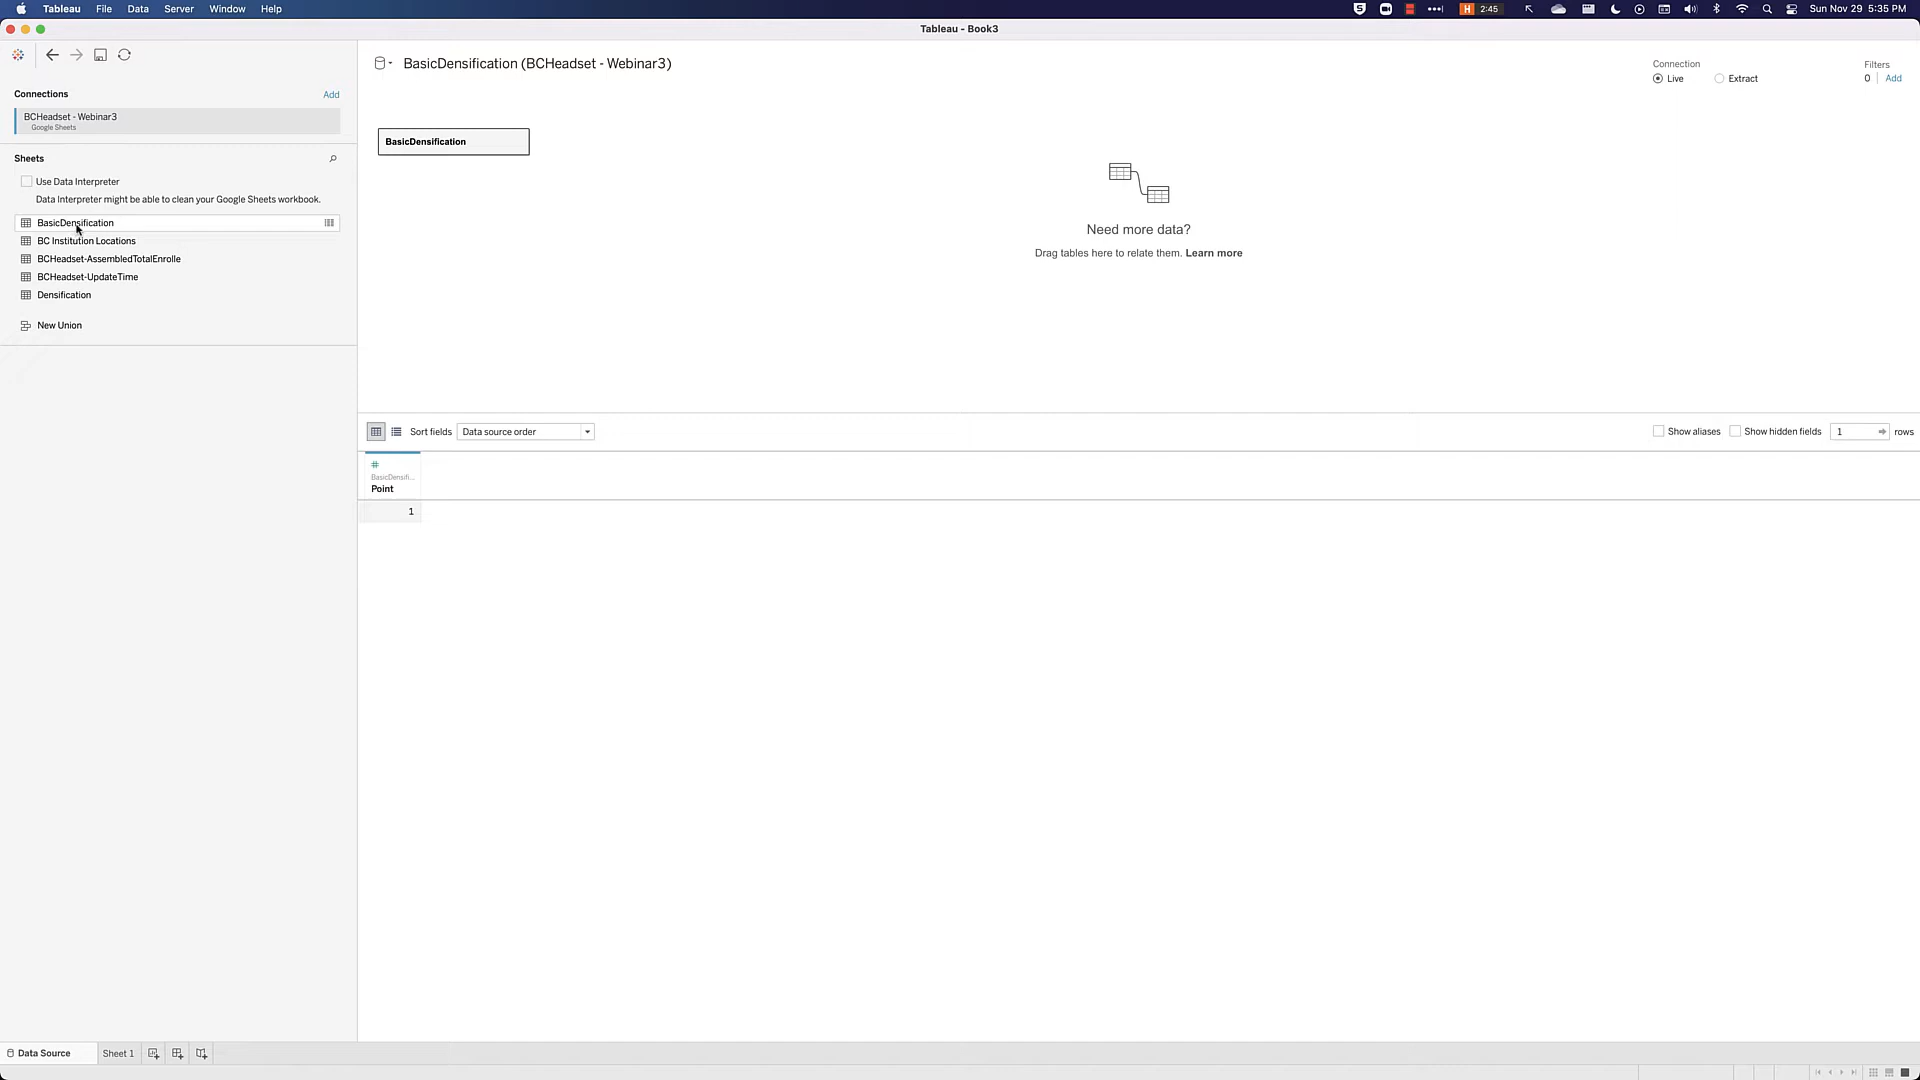 Tableau File Data Server Window Help
S H 2:45 Sun Nov 29 5:35 PM
Tableau - Book3
Connections Add
BCHeadset - Webinar3
Google Sheets
Sheets
Use Data Interpreter
Data Interpreter might be able to clean your Google Sheets workbook.
BasicDensification
BC Institution Locations
BCHeadset-AssembledTotalEnrolle
BCHeadset-UpdateTime
Densification
New Union
BasicDensification (BCHeadset - Webinar3)
Connection
Live Extract
Filters
0 Add
BasicDensification
Need more data?
Drag tables here to relate them. Learn more
Sort fields Data source order
Show aliases Show hidden fields 1 rows
#
BasicDensifi...
Point
1
Data Source Sheet 1